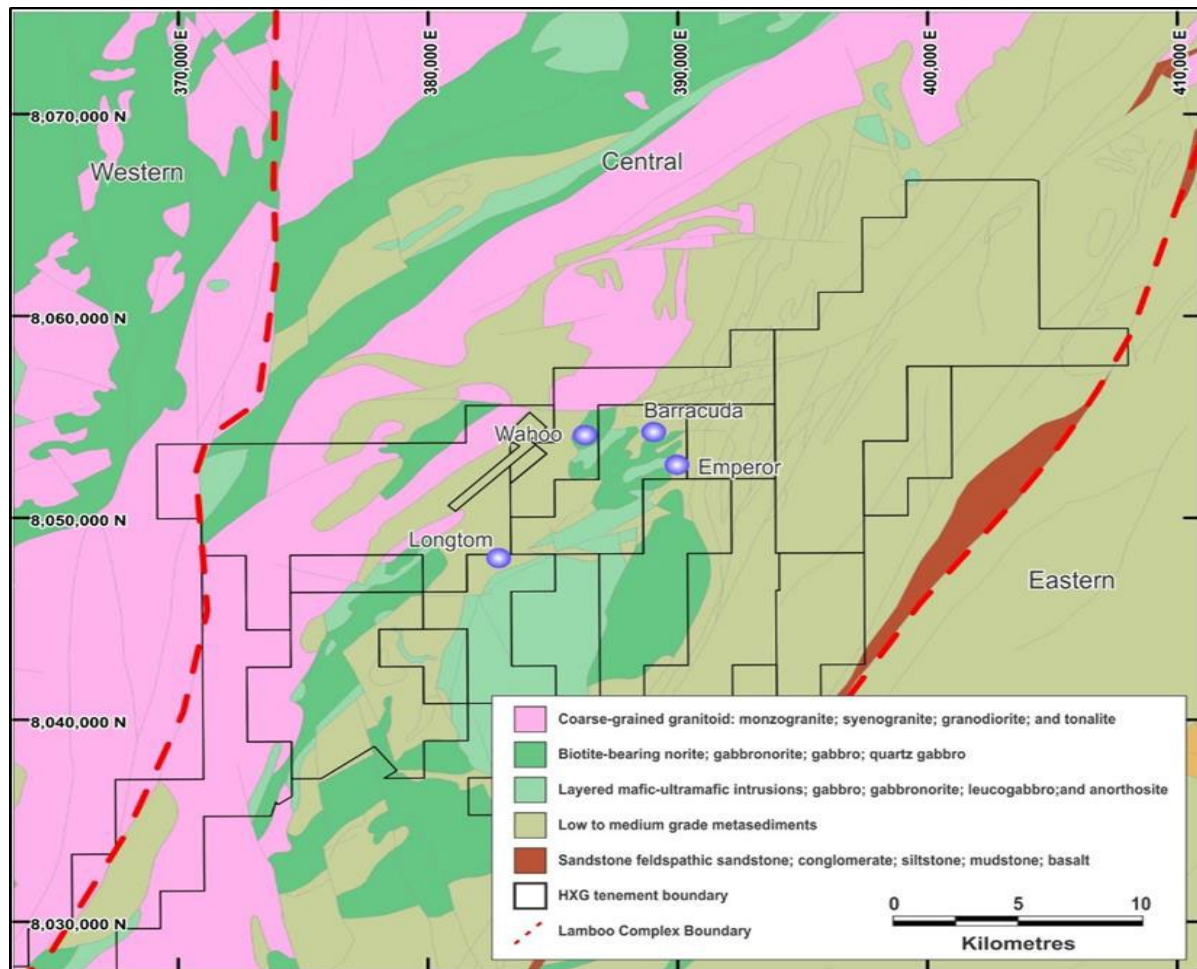 370,000 E
380,000 E
390,000 E
400,000 E
410,000 E
8,070,000 N
Western
Central
8,060,000 N
Barracuda
Wahoo
Emperor
8,050,000 N
Longtom
Eastern
8,040,000 N
8,030,000 N
Coarse-grained granitoid: monzogranite; syenogranite; granodiorite; and tonalite
Biotite-bearing norite; gabbronorite; gabbro; quartz gabbro
Layered mafic-ultramafic intrusions; gabbro; gabbronorite; leucogabbro;and anorthosite
Low to medium grade metasediments
Sandstone feldspathic sandstone; conglomerate; siltstone; mudstone; basalt
HXG tenement boundary
Lamboo Complex Boundary
0 5 10
Kilometres